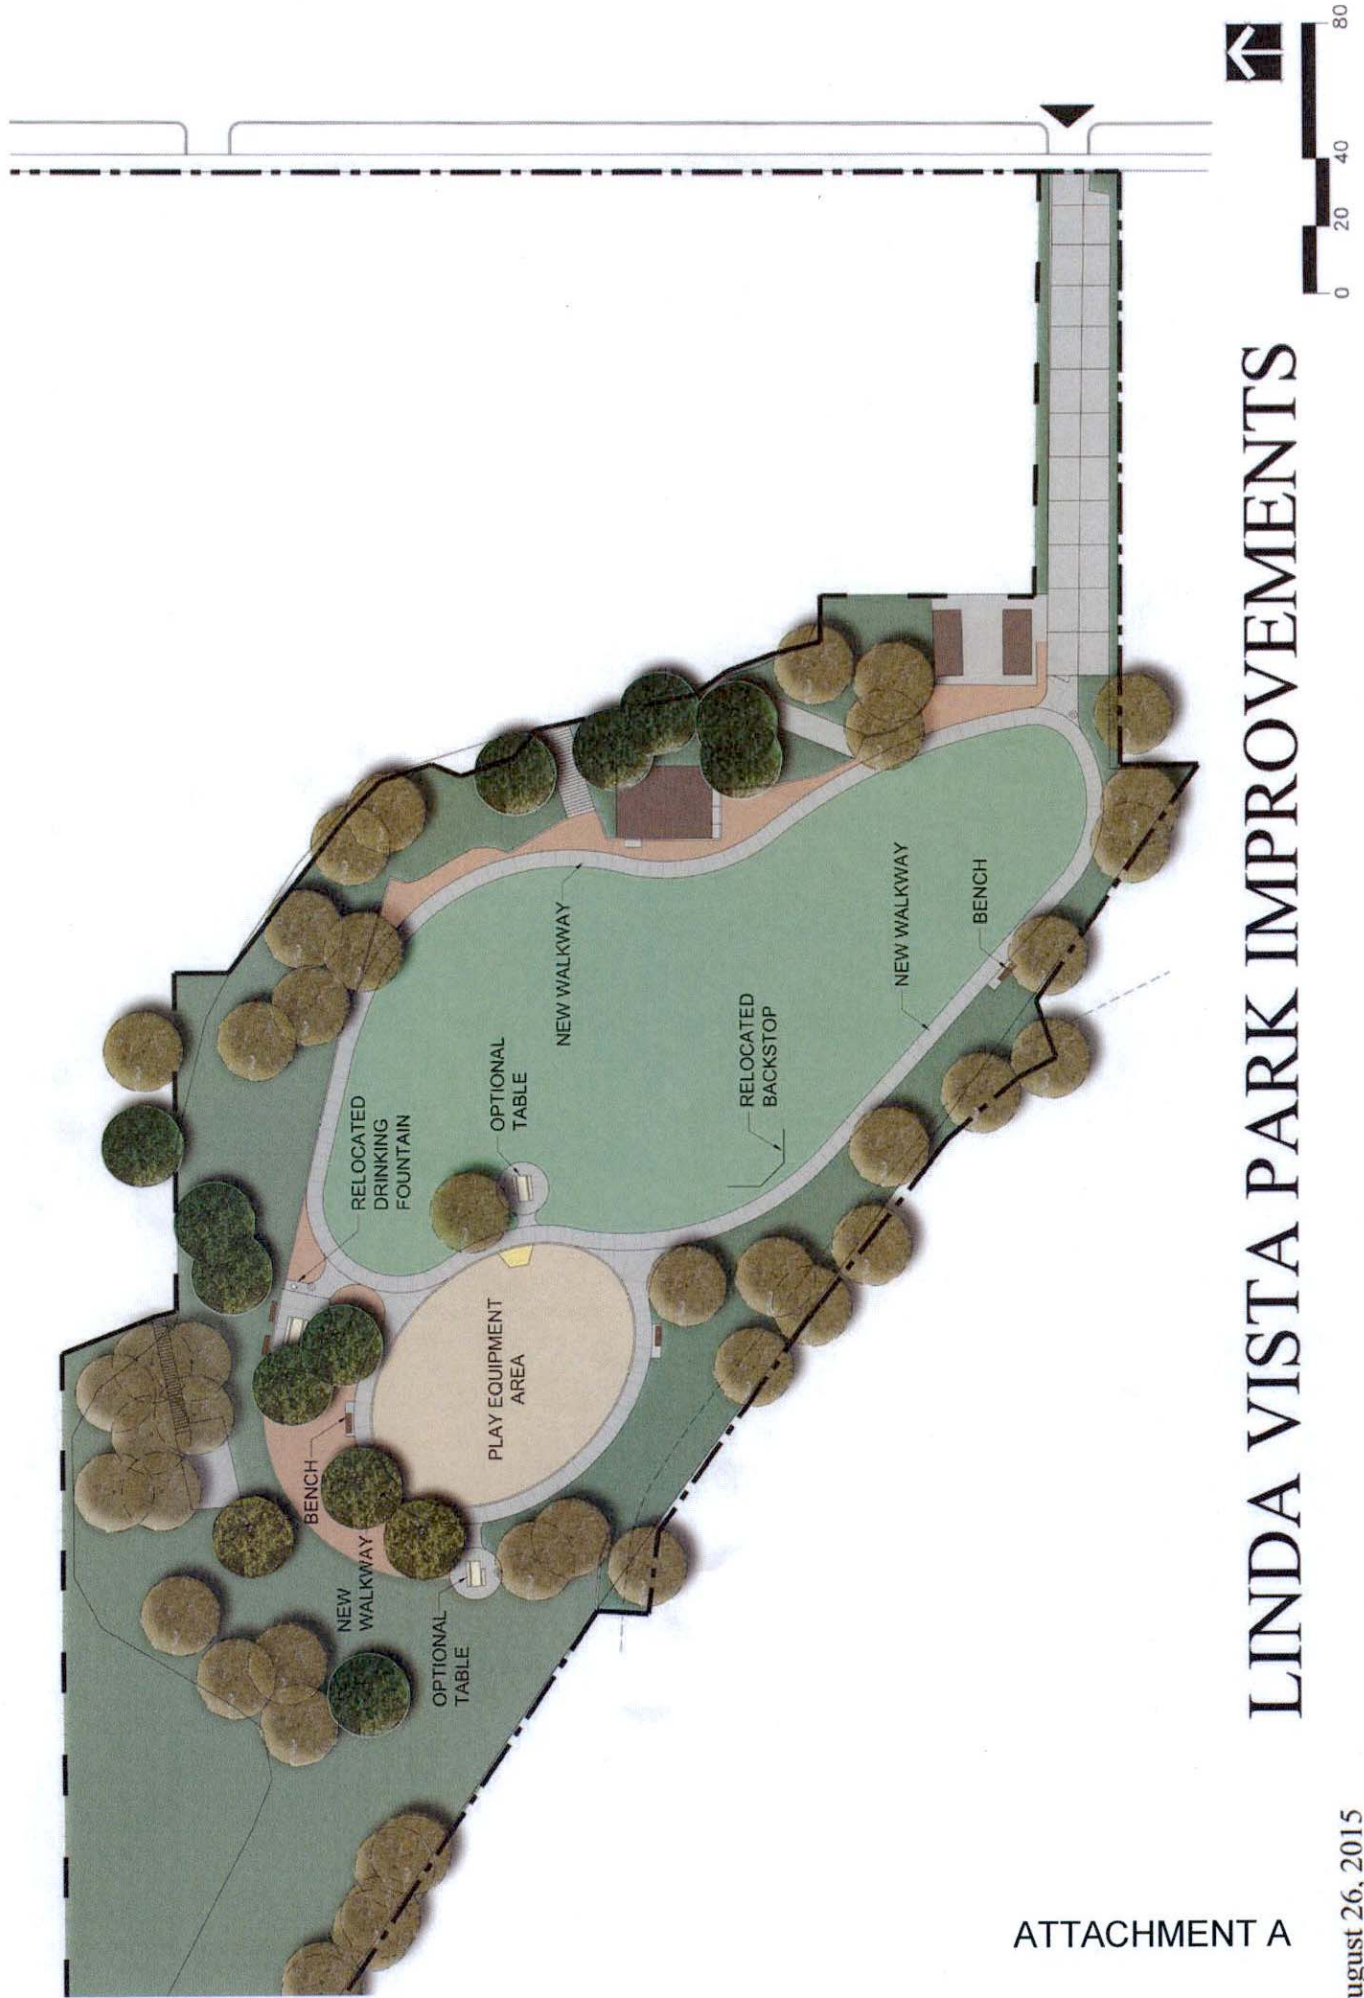 RELOCATED
DRINKING
FOUNTAIN
OPTIONAL
TABLE
NEW WALKWAY
RELOCATED
BACKSTOP
NEW WALKWAY
BENCH
BENCH
PLAY EQUIPMENT
AREA
NEW
WALKWAY
OPTIONAL
TABLE
LINDA VISTA PARK IMPROVEMENTS
0 20 40 80
ATTACHMENT A
ugust 26, 2015